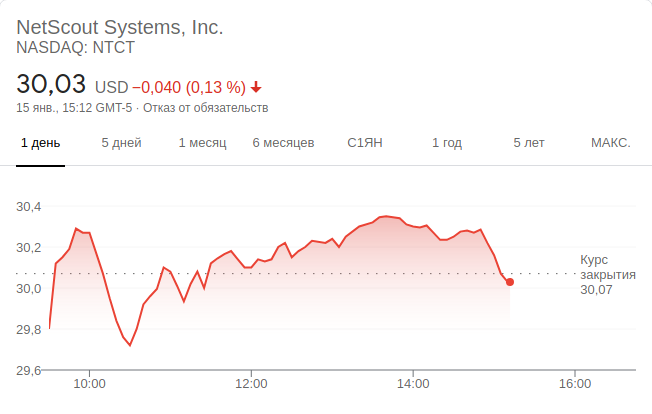 NetScout Systems, Inc.
NASDAQ: NTCT
30,03 USD −0,040 (0,13 %)
15 янв., 15:12 GMT-5 · Отказ от обязательств
1 день 5 дней 1 месяц 6 месяцев С1ЯН 1 год 5 лет МАКС.
30,4
30,2
Курс
закрытия
30,07
30,0
29,8
29,6
10:00 12:00 14:00 16:00